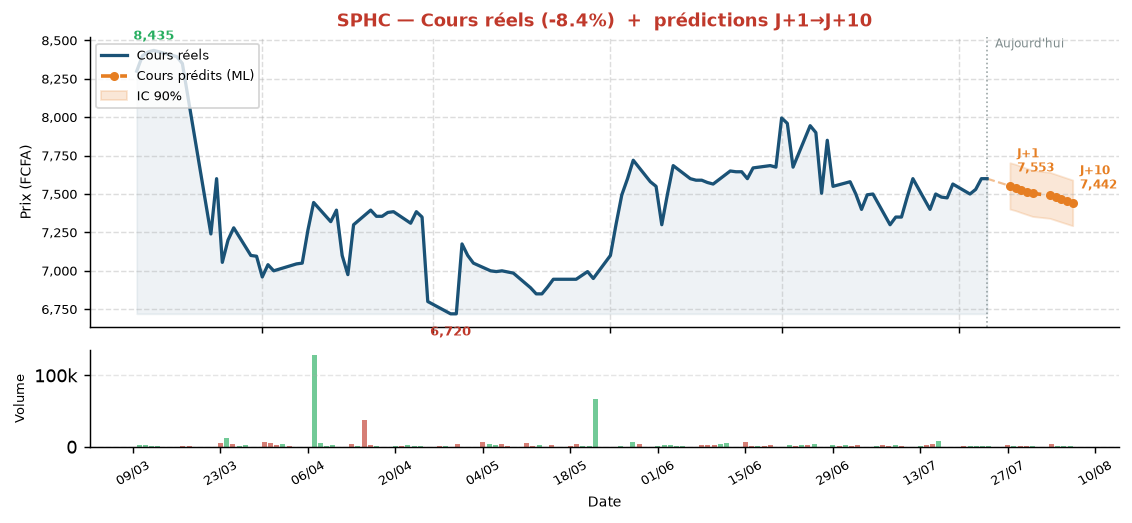 SPHC — Cours réels (-8.4%)  +  prédictions J+1→J+10
8,435
Aujourd'hui
Cours réels
Cours prédits (ML)
IC 90%
8,500
8,250
8,000
7,750
7,500
7,250
7,000
6,750
Prix (FCFA)
J+1
7,553
J+10
7,442
6,720
Volume
100k
0
09/03
23/03
06/04
20/04
04/05
18/05
01/06
15/06
29/06
13/07
27/07
10/08
Date